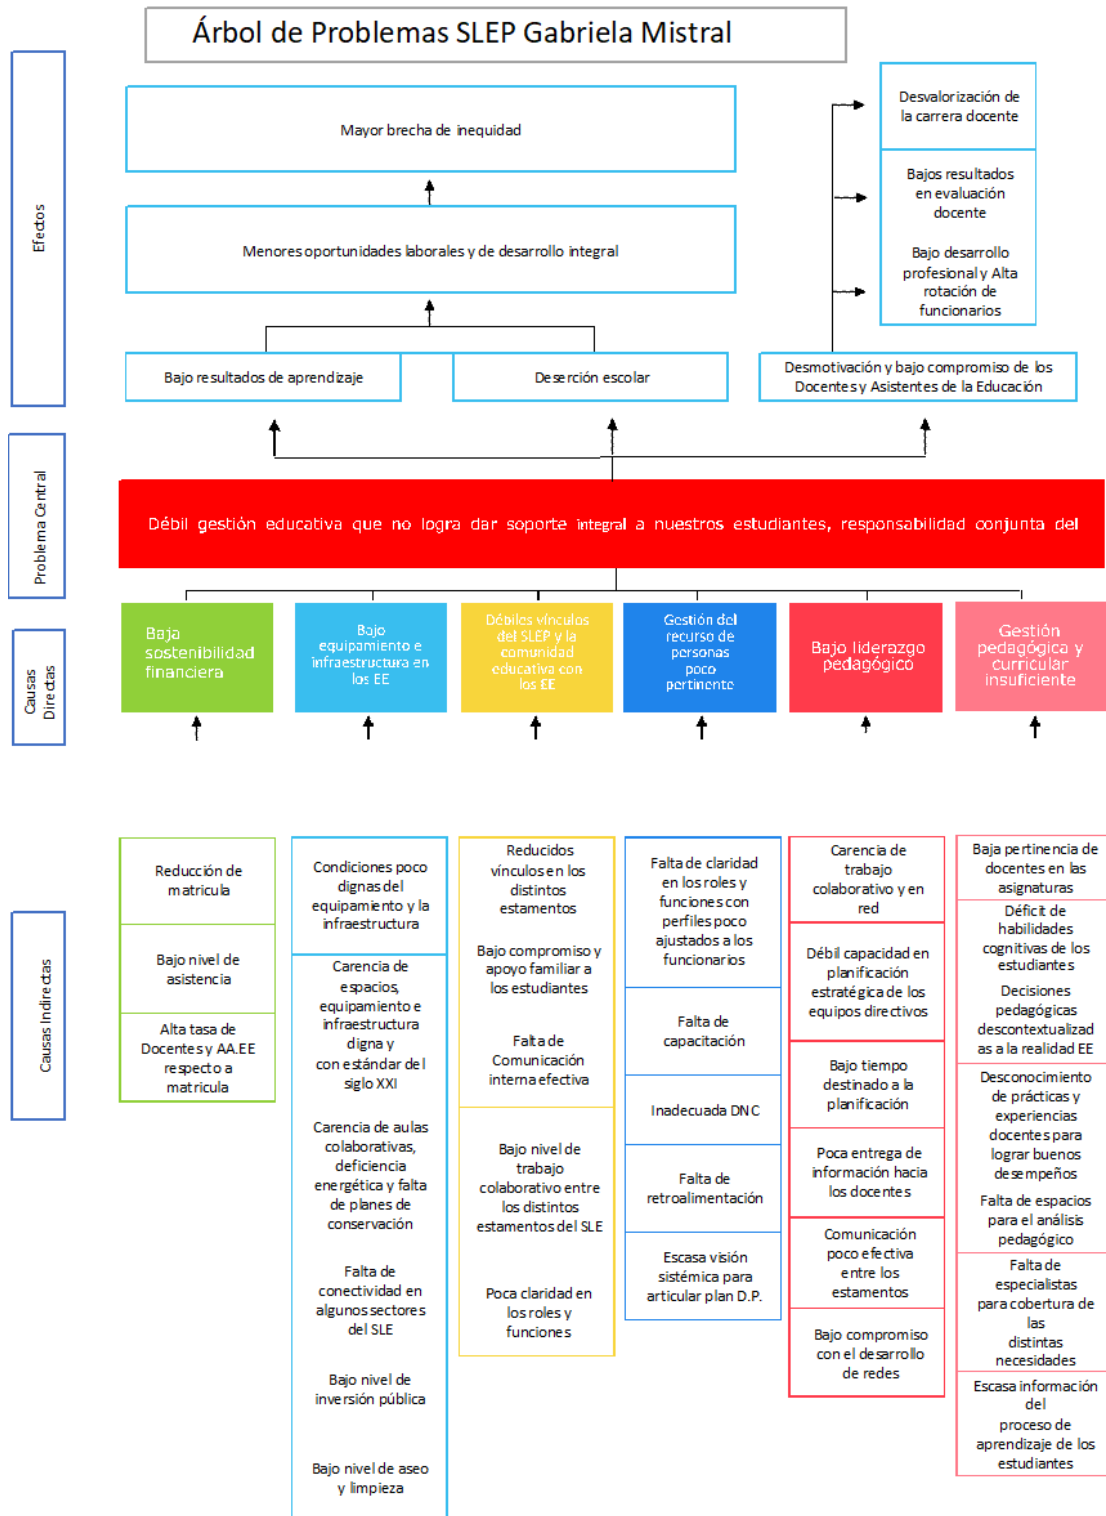 Árbol de Problemas SLEP Gabriela Mistral
Efectos
Mayor brecha de inequidad
Menores oportunidades laborales y de desarrollo integral
Bajo resultados de aprendizaje
Deserción escolar
Desvalorización de
la carrera docente
Bajos resultados
en evaluación
docente
Bajo desarrollo
profesional y Alta
rotación de
funcionarios
Desmotivación y bajo compromiso de los
Docentes y Asistentes de la Educación
Problema Central
Débil gestión educativa que no logra dar soporte integral a nuestros estudiantes, responsabilidad conjunta del
Causas
Directas
Baja
sostenibilidad
financiera
Bajo
equipamiento e
infraestructura en
los EE
Débiles vínculos
del SLEP y la
comunidad
educativa con
los EE
Gestión del
recurso de
personas
poco
pertinente
Bajo liderazgo
pedagógico
Gestión
pedagógica y
curricular
insuficiente
Causas Indirectas
Reducción de
matricula
Bajo nivel de
asistencia
Alta tasa de
Docentes y AA.EE
respecto a
matricula
Condiciones poco
dignas del
equipamiento y la
infraestructura
Carencia de
espacios,
equipamiento e
infraestructura
digna y
con estándar del
siglo XXI
Carencia de aulas
colaborativas,
deficiencia
energética y falta
de planes de
conservación
Falta de
conectividad en
algunos sectores
del SLE
Bajo nivel de
inversión pública
Bajo nivel de aseo
y limpieza
Reducidos
vínculos en los
distintos
estamentos
Bajo compromiso y
apoyo familiar a
los estudiantes
Falta de
Comunicación
interna efectiva
Bajo nivel de
trabajo
colaborativo entre
los distintos
estamentos del SLE
Poca claridad en
los roles y
funciones
Falta de claridad
en los roles y
funciones con
perfiles poco
ajustados a los
funcionarios
Falta de
capacitación
Inadecuada DNC
Falta de
retroalimentación
Escasa visión
sistémica para
articular plan D.P.
Carencia de
trabajo
colaborativo y en
red
Débil capacidad en
planificación
estratégica de los
equipos directivos
Bajo tiempo
destinado a la
planificación
Poca entrega de
información hacia
los docentes
Comunicación
poco efectiva
entre los
estamentos
Bajo compromiso
con el desarrollo
de redes
Baja pertinencia de
docentes en las
asignaturas
Déficit de
habilidades
cognitivas de los
estudiantes
Decisiones
pedagógicas
descontextualizad
as a la realidad EE
Desconocimiento
de prácticas y
experiencias
docentes para
lograr buenos
desempeños
Falta de espacios
para el análisis
pedagógico
Falta de
especialistas
para cobertura de
las
distintas
necesidades
Escasa información
del
proceso de
aprendizaje de los
estudiantes